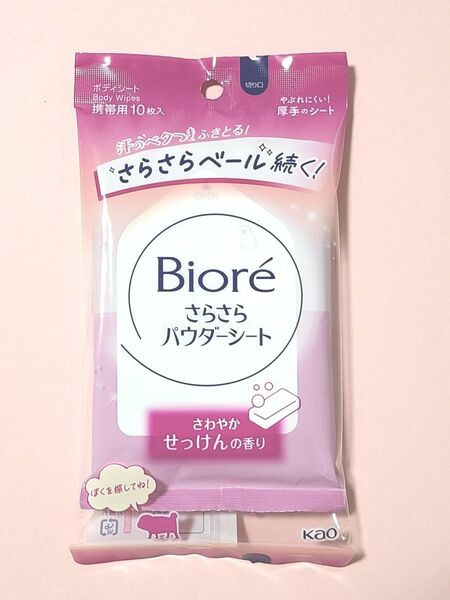 ボディシート
Body Wipes
携帯用10枚入
切り口
やぶれにくい!
厚手のシート
汗のベタつきふきとる!
さらさらベール続く!
OPEN
Bioré
さらさら
パウダーシート
さわやか
せっけんの香り
ぼくを探してね!
プラ
Kao